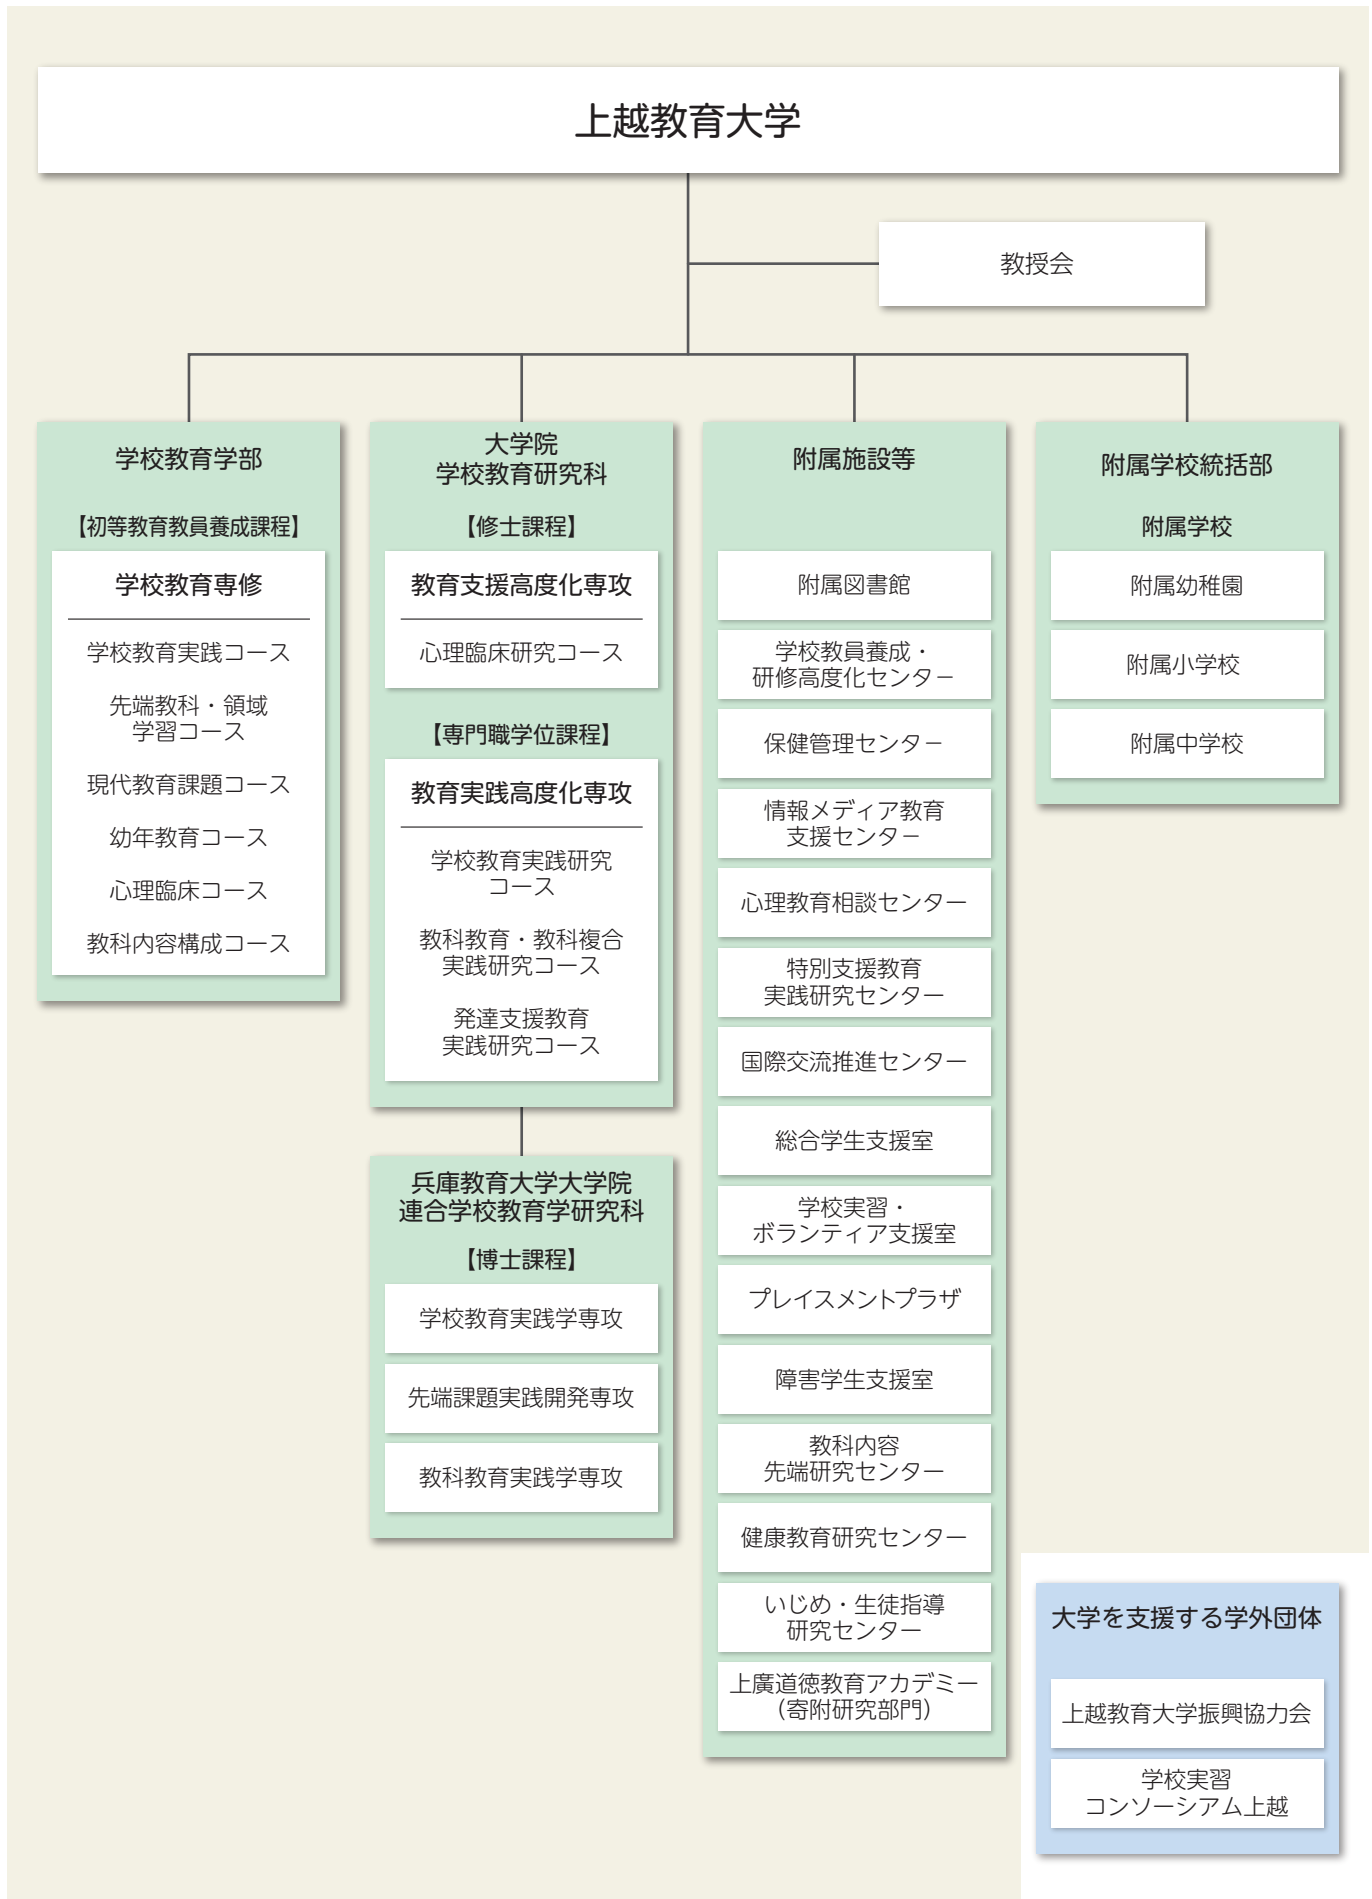 上越教育大学
教授会
学校教育学部
【初等教育教員養成課程】
学校教育専修
学校教育実践コース
先端教科・領域
学習コース
現代教育課題コース
幼年教育コース
心理臨床コース
教科内容構成コース
大学院
学校教育研究科
【修士課程】
教育支援高度化専攻
心理臨床研究コース
【専門職学位課程】
教育実践高度化専攻
学校教育実践研究
コース
教科教育・教科複合
実践研究コース
発達支援教育
実践研究コース
兵庫教育大学大学院
連合学校教育学研究科
【博士課程】
学校教育実践学専攻
先端課題実践開発専攻
教科教育実践学専攻
附属施設等
附属図書館
学校教員養成・
研修高度化センター
保健管理センター
情報メディア教育
支援センター
心理教育相談センター
特別支援教育
実践研究センター
国際交流推進センター
総合学生支援室
学校実習・
ボランティア支援室
プレイスメントプラザ
障害学生支援室
教科内容
先端研究センター
健康教育研究センター
いじめ・生徒指導
研究センター
上廣道徳教育アカデミー
（寄附研究部門）
附属学校統括部
附属学校
附属幼稚園
附属小学校
附属中学校
大学を支援する学外団体
上越教育大学振興協力会
学校実習
コンソーシアム上越